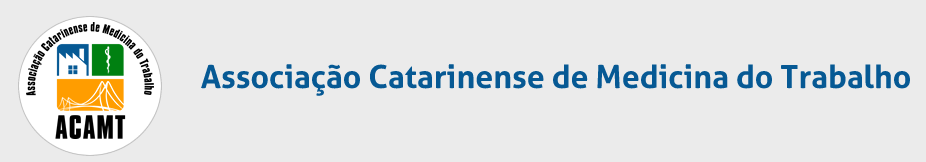 Associação Catarinense de Medicina do Trabalho
ACAMT
Associação Catarinense de Medicina do Trabalho